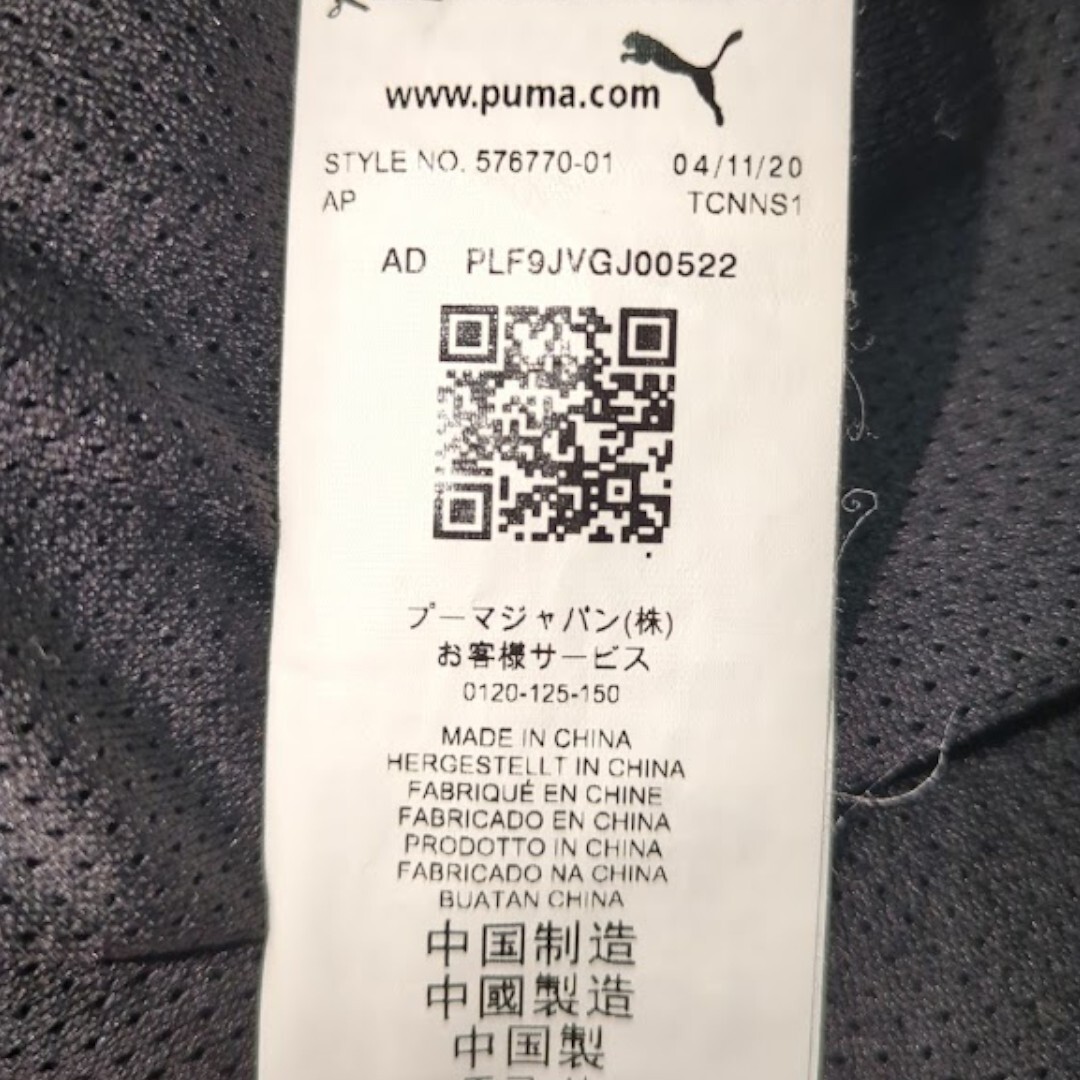 www.puma.com
STYLE NO. 576770-01 04/11/20
AP TCNNS1
AD PLF9JVGJ00522
プーマジャパン(株)
お客様サービス
0120-125-150
MADE IN CHINA
HERGESTELLT IN CHINA
FABRIQUÉ EN CHINE
FABRICADO EN CHINA
PRODOTTO IN CHINA
FABRICADO NA CHINA
BUATAN CHINA
中国制造
中國製造
中国製